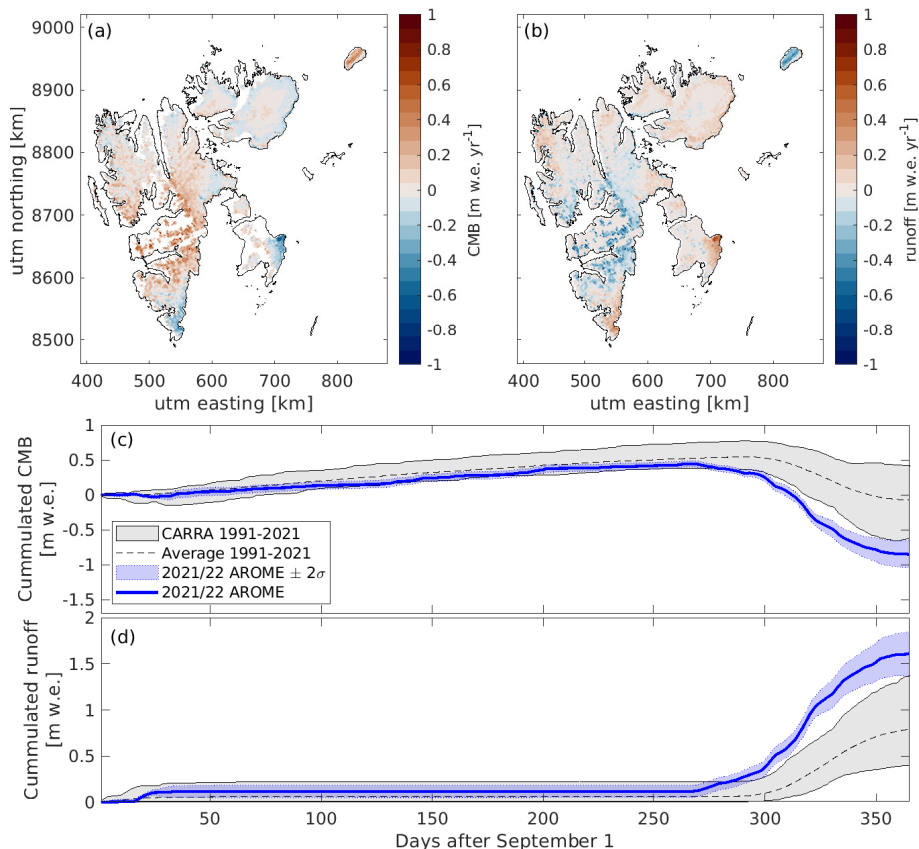 (a)
9000
8900
8800
8700
8600
8500
utm northing [km]
400 500 600 700 800
utm easting [km]
1
0.8
0.6
0.4
0.2
0
-0.2
-0.4
-0.6
-0.8
-1
CMB [m w.e. yr-1]
(b)
400 500 600 700 800
utm easting [km]
1
0.8
0.6
0.4
0.2
0
-0.2
-0.4
-0.6
-0.8
-1
runoff [m w.e. yr-1]
(c)
1
0.5
0
-0.5
-1
-1.5
Cummulated CMB
[m w.e.]
CARRA 1991-2021
Average 1991-2021
2021/22 AROME ± 2σ
2021/22 AROME
(d)
2
1.5
1
0.5
0
Cummulated runoff
[m w.e.]
50 100 150 200 250 300 350
Days after September 1